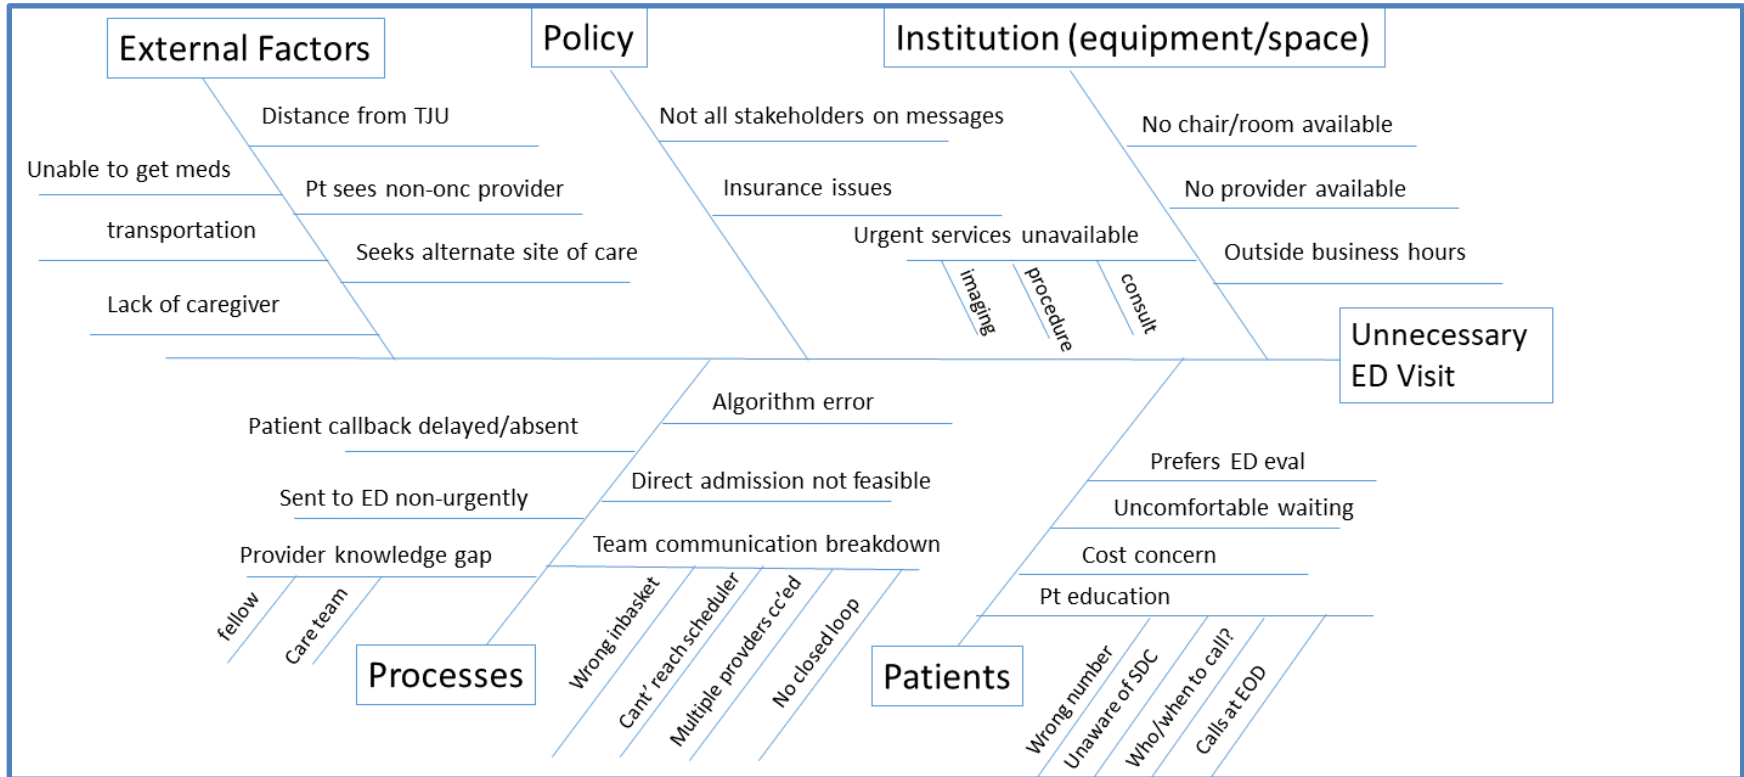 External Factors
Policy
Institution (equipment/space)
Distance from TJU
Unable to get meds
Pt sees non-onc provider
transportation
Seeks alternate site of care
Lack of caregiver
Not all stakeholders on messages
Insurance issues
Urgent services unavailable
imaging
procedure
consult
No chair/room available
No provider available
Outside business hours
Unnecessary
ED Visit
Patient callback delayed/absent
Sent to ED non-urgently
Provider knowledge gap
fellow
Care team
Algorithm error
Direct admission not feasible
Team communication breakdown
Wrong inbasket
Cant' reach scheduler
Multiple provders cc'ed
No closed loop
Processes
Prefers ED eval
Uncomfortable waiting
Cost concern
Pt education
Wrong number
Unaware of SDC
Who/when to call?
Calls at EOD
Patients